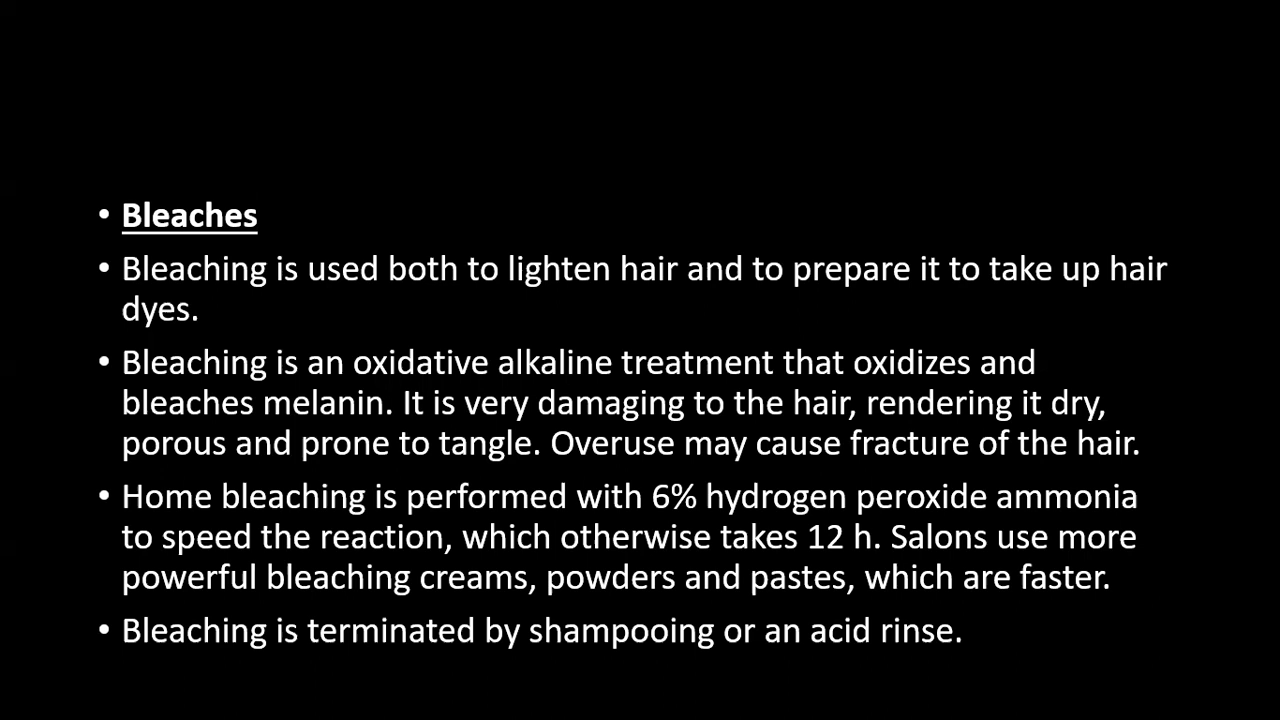 • Bleaches
• Bleaching is used both to lighten hair and to prepare it to take up hair
dyes.
• Bleaching is an oxidative alkaline treatment that oxidizes and
bleaches melanin. It is very damaging to the hair, rendering it dry,
porous and prone to tangle. Overuse may cause fracture of the hair.
• Home bleaching is performed with 6% hydrogen peroxide ammonia
to speed the reaction, which otherwise takes 12 h. Salons use more
powerful bleaching creams, powders and pastes, which are faster.
• Bleaching is terminated by shampooing or an acid rinse.